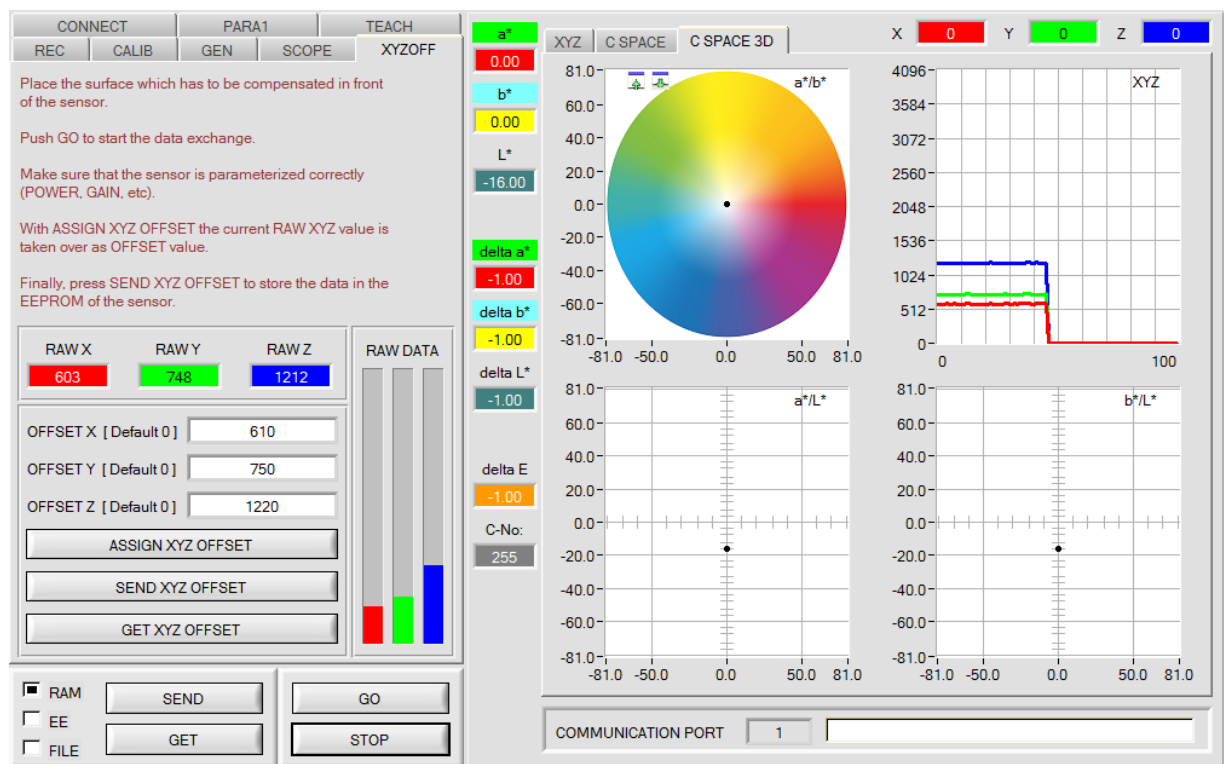 CONNECT PARA1 TEACH
REC CALIB GEN SCOPE XYZOFF
Place the surface which has to be compensated in front
of the sensor.
Push GO to start the data exchange.
Make sure that the sensor is parameterized correctly
(POWER, GAIN, etc).
With ASSIGN XYZ OFFSET the current RAW XYZ value is
taken over as OFFSET value.
Finally, press SEND XYZ OFFSET to store the data in the
EEPROM of the sensor.
RAW X RAW Y RAW Z
603 748 1212
RAW DATA
OFFSET X [ Default 0 ] 610
OFFSET Y [ Default 0 ] 750
OFFSET Z [ Default 0 ] 1220
ASSIGN XYZ OFFSET
SEND XYZ OFFSET
GET XYZ OFFSET
RAM
EE
FILE
SEND
GET
GO
STOP
a*
0.00
b*
0.00
L*
-16.00
delta a*
-1.00
delta b*
-1.00
delta L*
-1.00
delta E
-1.00
C-No:
255
XYZ C SPACE C SPACE 3D
X 0 Y 0 Z 0
a*/b*
81.0
60.0
40.0
20.0
0.0
-20.0
-40.0
-60.0
-81.0
-81.0 -50.0 0.0 50.0 81.0
XYZ
4096
3584
3072
2560
2048
1536
1024
512
0
0 100
a*/L*
81.0
60.0
40.0
20.0
0.0
-20.0
-40.0
-60.0
-81.0
-81.0 -50.0 0.0 50.0 81.0
b*/L*
81.0
60.0
40.0
20.0
0.0
-20.0
-40.0
-60.0
-81.0
-81.0 -50.0 0.0 50.0 81.0
COMMUNICATION PORT 1